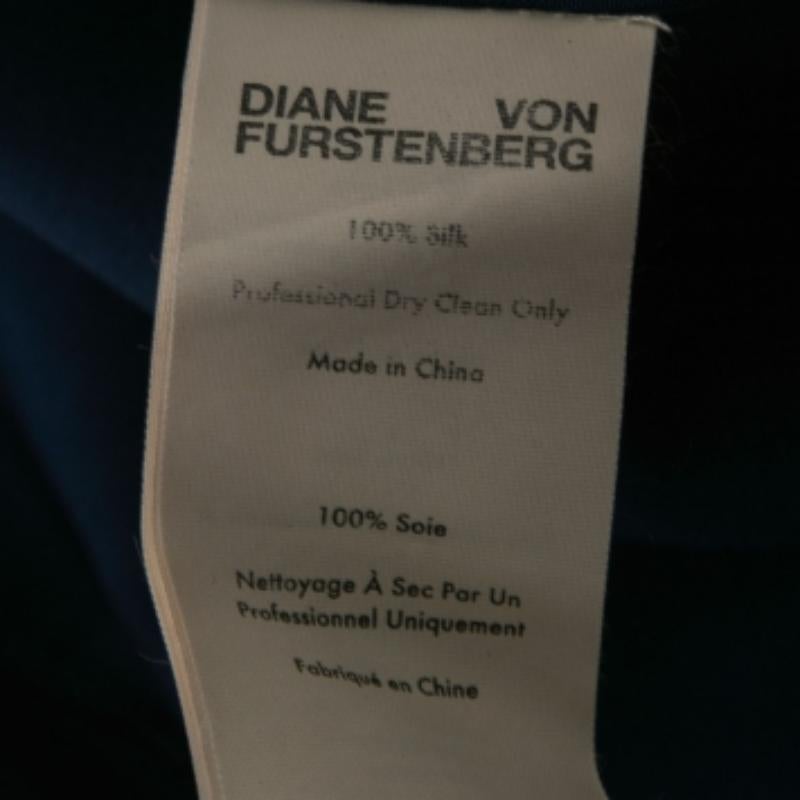 DIANE VON
FURSTENBERG
100% Silk
Professional Dry Clean Only
Made in China
100% Soie
Nettoyage À Sec Par Un
Professionnel Uniquement
Fabriqué en Chine